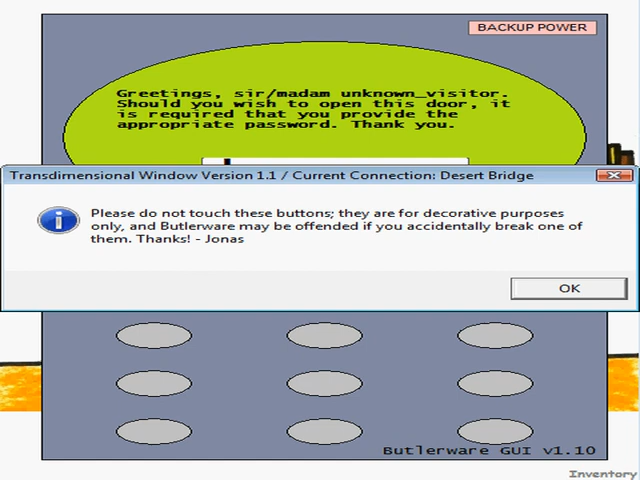 BACKUP POWER
Greetings, sir/madam unknown_visitor.
Should you wish to open this door, it
is required that you provide the
appropriate password. Thank you.
Transdimensional Window Version 1.1 / Current Connection: Desert Bridge
Please do not touch these buttons; they are for decorative purposes
only, and Butlerware may be offended if you accidentally break one of
them. Thanks! - Jonas
OK
Butlerware GUI v1.10
Inventory